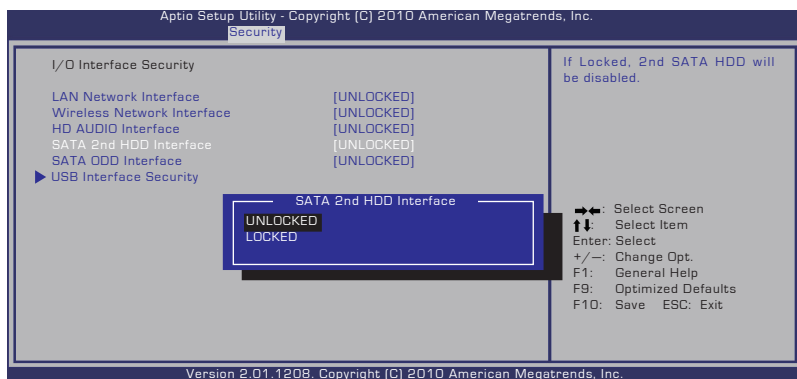 Aptio Setup Utility - Copyright (C) 2010 American Megatrends, Inc.
Security
I/O Interface Security
LAN Network Interface [UNLOCKED]
Wireless Network Interface [UNLOCKED]
HD AUDIO Interface [UNLOCKED]
SATA 2nd HDD Interface [UNLOCKED]
SATA ODD Interface [UNLOCKED]
USB Interface Security
SATA 2nd HDD Interface
UNLOCKED
LOCKED
If Locked, 2nd SATA HDD will
be disabled.
→←: Select Screen
↑↓: Select Item
Enter: Select
+/—: Change Opt.
F1: General Help
F9: Optimized Defaults
F10: Save ESC: Exit
Version 2.01.1208. Copyright (C) 2010 American Megatrends, Inc.